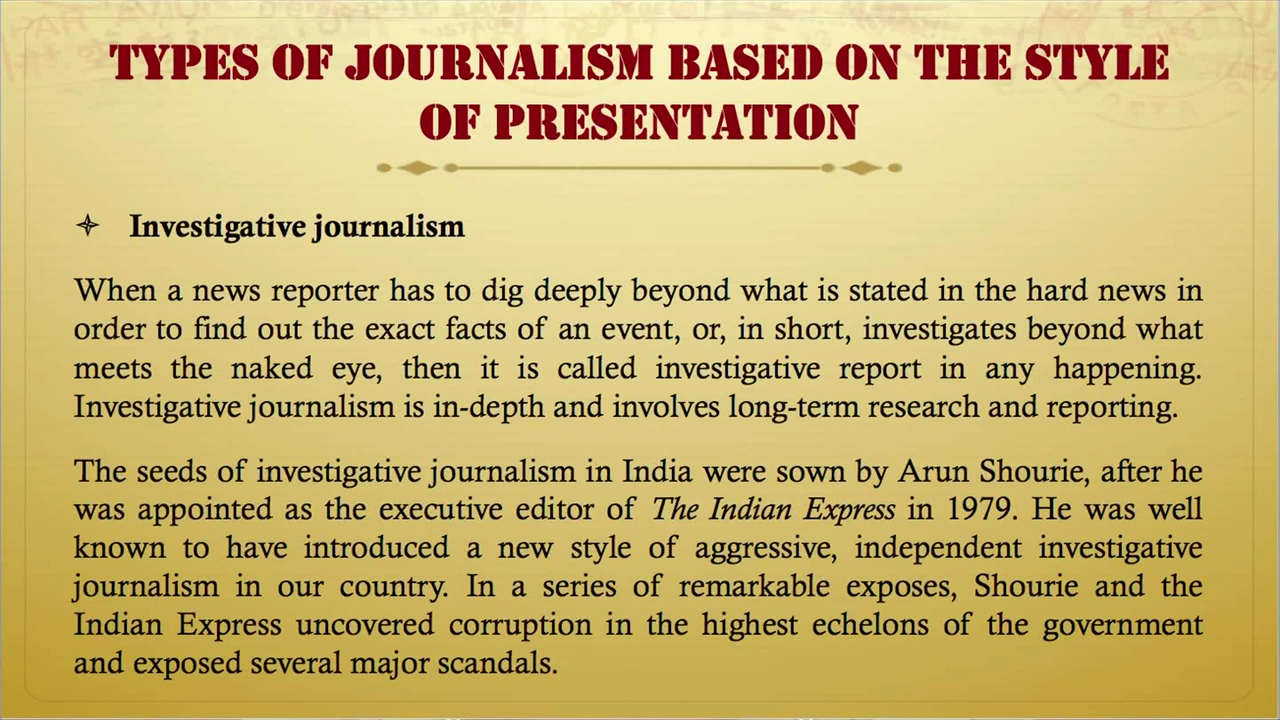 TYPES OF JOURNALISM BASED ON THE STYLE
OF PRESENTATION
Investigative journalism
When a news reporter has to dig deeply beyond what is stated in the hard news in
order to find out the exact facts of an event, or, in short, investigates beyond what
meets the naked eye, then it is called investigative report in any happening.
Investigative journalism is in-depth and involves long-term research and reporting.
The seeds of investigative journalism in India were sown by Arun Shourie, after he
was appointed as the executive editor of The Indian Express in 1979. He was well
known to have introduced a new style of aggressive, independent investigative
journalism in our country. In a series of remarkable exposes, Shourie and the
Indian Express uncovered corruption in the highest echelons of the government
and exposed several major scandals.